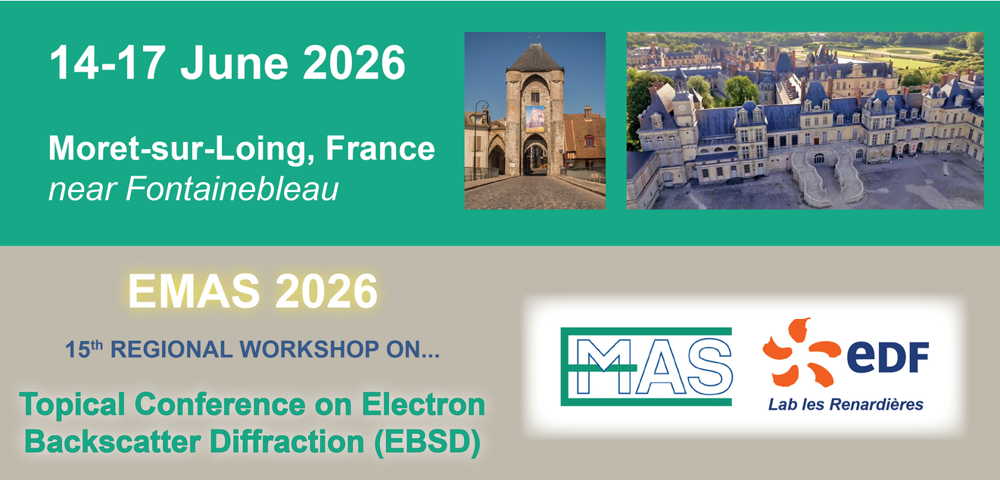 14-17 June 2026
Moret-sur-Loing, France
near Fontainebleau
EMAS 2026
15th REGIONAL WORKSHOP ON...
Topical Conference on Electron
Backscatter Diffraction (EBSD)
EMAS
eDF
Lab les Renardières